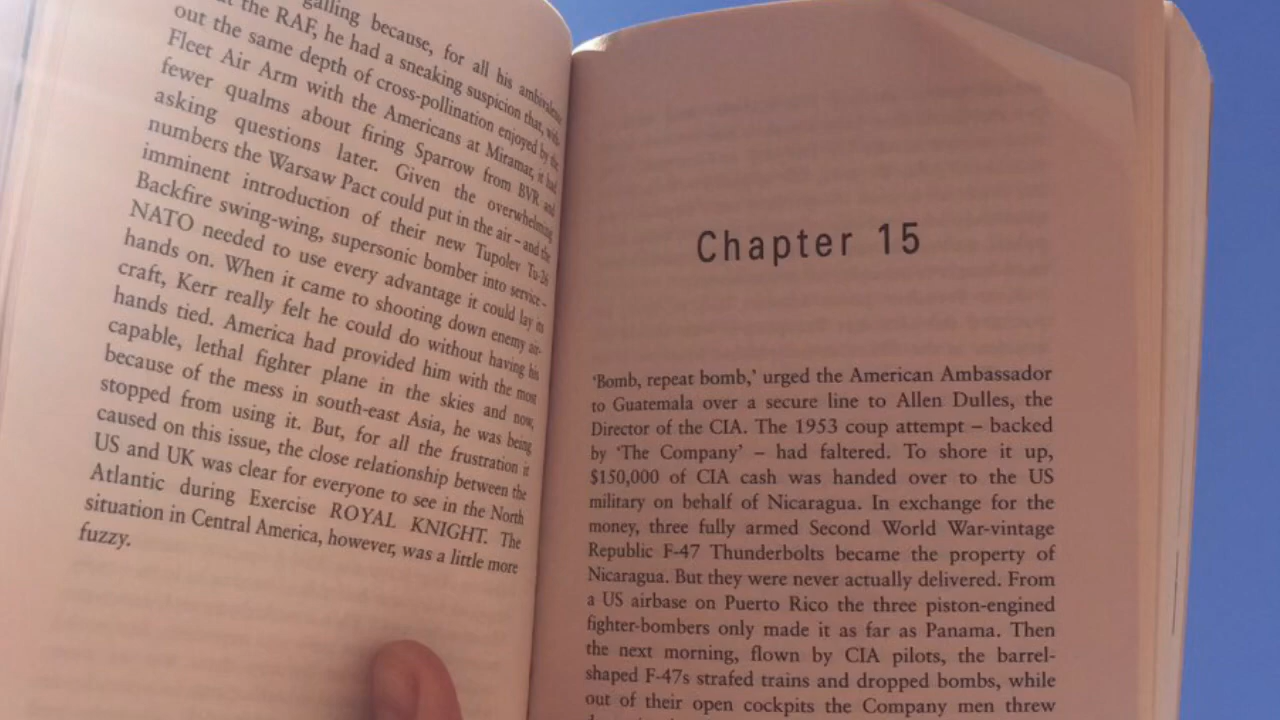 galling because, for all his ambivalence
the RAF, he had a sneaking suspicion that, with-
out the same depth of cross-pollination enjoyed by the
Fleet Air Arm with the Americans at Miramar, it had
fewer qualms about firing Sparrow from BVR and
asking questions later. Given the overwhelming
numbers the Warsaw Pact could put in the air – and the
imminent introduction of their new Tupolev Tu-26
Backfire swing-wing, supersonic bomber into service –
NATO needed to use every advantage it could lay its
hands on. When it came to shooting down enemy air-
craft, Kerr really felt he could do without having his
hands tied. America had provided him with the most
capable, lethal fighter plane in the skies and now,
because of the mess in south-east Asia, he was being
stopped from using it. But, for all the frustration it
caused on this issue, the close relationship between the
US and UK was clear for everyone to see in the North
Atlantic during Exercise ROYAL KNIGHT. The
situation in Central America, however, was a little more
fuzzy.
Chapter 15
'Bomb, repeat bomb,' urged the American Ambassador
to Guatemala over a secure line to Allen Dulles, the
Director of the CIA. The 1953 coup attempt – backed
by 'The Company' – had faltered. To shore it up,
$150,000 of CIA cash was handed over to the US
military on behalf of Nicaragua. In exchange for the
money, three fully armed Second World War-vintage
Republic F-47 Thunderbolts became the property of
Nicaragua. But they were never actually delivered. From
a US airbase on Puerto Rico the three piston-engined
fighter-bombers only made it as far as Panama. Then
the next morning, flown by CIA pilots, the barrel-
shaped F-47s strafed trains and dropped bombs, while
out of their open cockpits the Company men threw